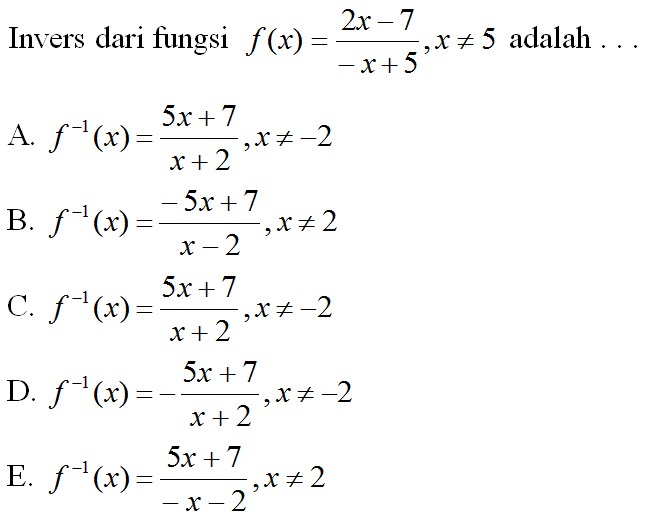 Invers dari fungsi f(x) = (2x − 7)/(− x + 5), x ≠ 5 adalah . . .
A. f⁻¹(x) = (5x + 7)/(x + 2), x ≠ −2
B. f⁻¹(x) = (− 5x + 7)/(x − 2), x ≠ 2
C. f⁻¹(x) = (5x + 7)/(x + 2), x ≠ −2
D. f⁻¹(x) = −(5x + 7)/(x + 2), x ≠ −2
E. f⁻¹(x) = (5x + 7)/(− x − 2), x ≠ 2